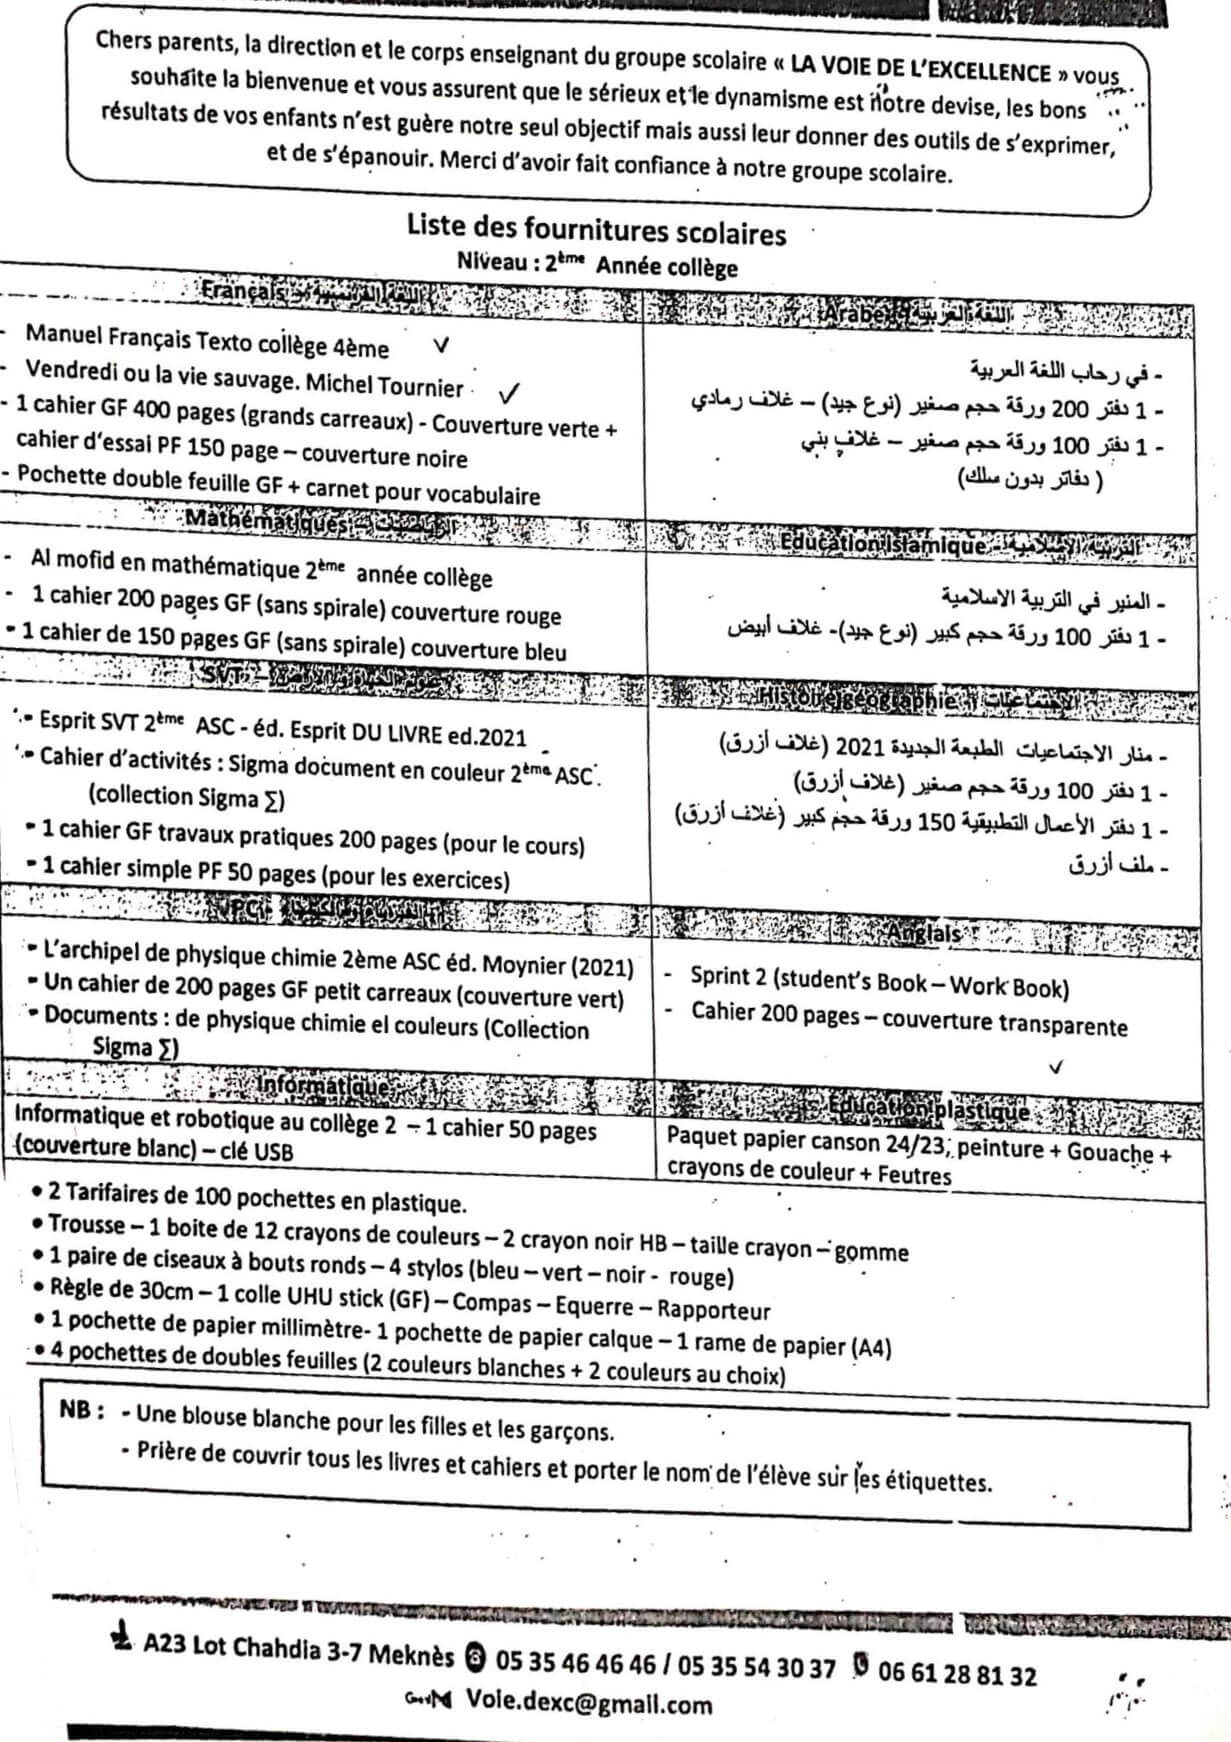 Chers parents, la direction et le corps enseignant du groupe scolaire « LA VOIE DE L'EXCELLENCE » vous
souhaite la bienvenue et vous assurent que le sérieux et le dynamisme est notre devise, les bons
résultats de vos enfants n'est guère notre seul objectif mais aussi leur donner des outils de s'exprimer,
et de s'épanouir. Merci d'avoir fait confiance à notre groupe scolaire.
Liste des fournitures scolaires
Niveau : 2ème Année collège
Français - اللغة الفرنسية
- Manuel Français Texto collège 4ème
- Vendredi ou la vie sauvage. Michel Tournier
- 1 cahier GF 400 pages (grands carreaux) - Couverture verte +
cahier d'essai PF 150 page – couverture noire
- Pochette double feuille GF + carnet pour vocabulaire
Arabe - اللغة العربية
- في رحاب اللغة العربية
- 1 دفتر 200 ورقة حجم صغير (نوع جيد) – غلاف رمادي
- 1 دفتر 100 ورقة حجم صغير – غلاف بني
( دفاتر بدون سلك)
Mathématiques - الرياضيات
- Al mofid en mathématique 2ème année collège
- 1 cahier 200 pages GF (sans spirale) couverture rouge
- 1 cahier de 150 pages GF (sans spirale) couverture bleu
Education Islamique - التربية الإسلامية
- المنير في التربية الاسلامية
- 1 دفتر 100 ورقة حجم كبير (نوع جيد)- غلاف أبيض
SVT – علوم الحياة والأرض
- Esprit SVT 2ème ASC - éd. Esprit DU LIVRE ed.2021
- Cahier d'activités : Sigma document en couleur 2ème ASC.
(collection Sigma ∑)
- 1 cahier GF travaux pratiques 200 pages (pour le cours)
- 1 cahier simple PF 50 pages (pour les exercices)
Histoire géographie - الاجتماعيات
- منار الاجتماعيات الطبعة الجديدة 2021 (غلاف أزرق)
- 1 دفتر 100 ورقة حجم صغير (غلاف أزرق)
- 1 دفتر الأعمال التطبيقية 150 ورقة حجم كبير (غلاف أزرق)
- ملف أزرق
PC - الفيزياء والكيمياء
- L'archipel de physique chimie 2ème ASC éd. Moynier (2021)
- Un cahier de 200 pages GF petit carreaux (couverture vert)
- Documents : de physique chimie el couleurs (Collection
Sigma ∑)
Anglais
- Sprint 2 (student's Book – Work Book)
- Cahier 200 pages – couverture transparente
Informatique
Informatique et robotique au collège 2 – 1 cahier 50 pages
(couverture blanc) – clé USB
Education plastique
Paquet papier canson 24/23, peinture + Gouache +
crayons de couleur + Feutres
• 2 Tarifaires de 100 pochettes en plastique.
• Trousse – 1 boite de 12 crayons de couleurs – 2 crayon noir HB – taille crayon – gomme
• 1 paire de ciseaux à bouts ronds – 4 stylos (bleu – vert – noir - rouge)
• Règle de 30cm – 1 colle UHU stick (GF) – Compas – Equerre – Rapporteur
• 1 pochette de papier millimètre- 1 pochette de papier calque – 1 rame de papier (A4)
• 4 pochettes de doubles feuilles (2 couleurs blanches + 2 couleurs au choix)
NB : - Une blouse blanche pour les filles et les garçons.
- Prière de couvrir tous les livres et cahiers et porter le nom de l'élève sur les étiquettes.
A23 Lot Chahdia 3-7 Meknès 05 35 46 46 46 / 05 35 54 30 37 06 61 28 81 32
Voie.dexc@gmail.com